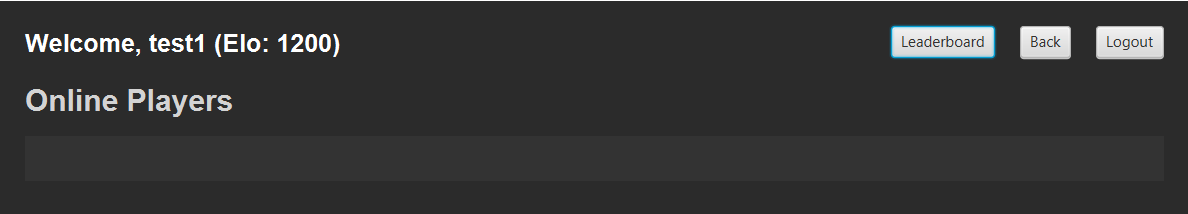 Welcome, test1 (Elo: 1200) Leaderboard Back Logout
Online Players